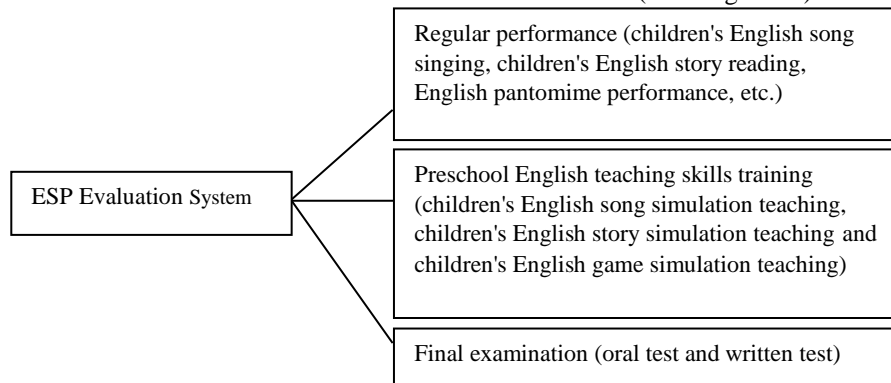 Regular performance (children's English song
singing, children's English story reading,
English pantomime performance, etc.)
ESP Evaluation System
Preschool English teaching skills training
(children's English song simulation teaching,
children's English story simulation teaching and
children's English game simulation teaching)
Final examination (oral test and written test)